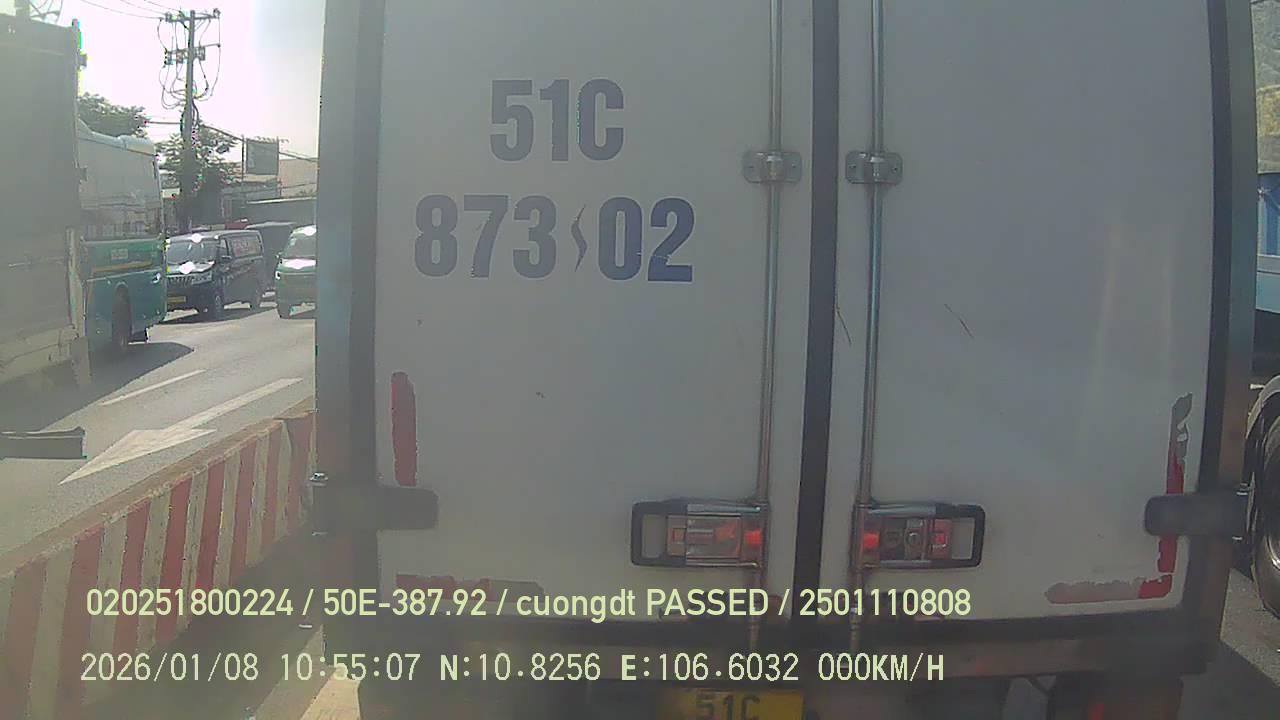 51C
873 02
020251800224 / 50E-387.92 / cuongdt PASSED / 2501110808
2026/01/08 10:55:07 N:10.8256 E:106.6032 000KM/H
51C